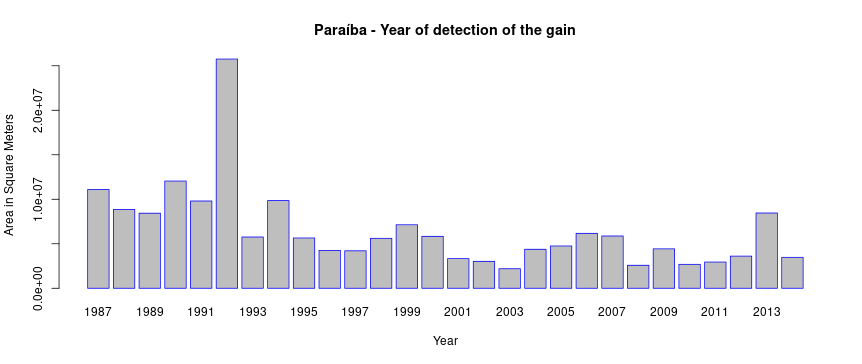 Paraíba - Year of detection of the gain
Area in Square Meters
2.0e+07
1.0e+07
0.0e+00
1987 1989 1991 1993 1995 1997 1999 2001 2003 2005 2007 2009 2011 2013
Year